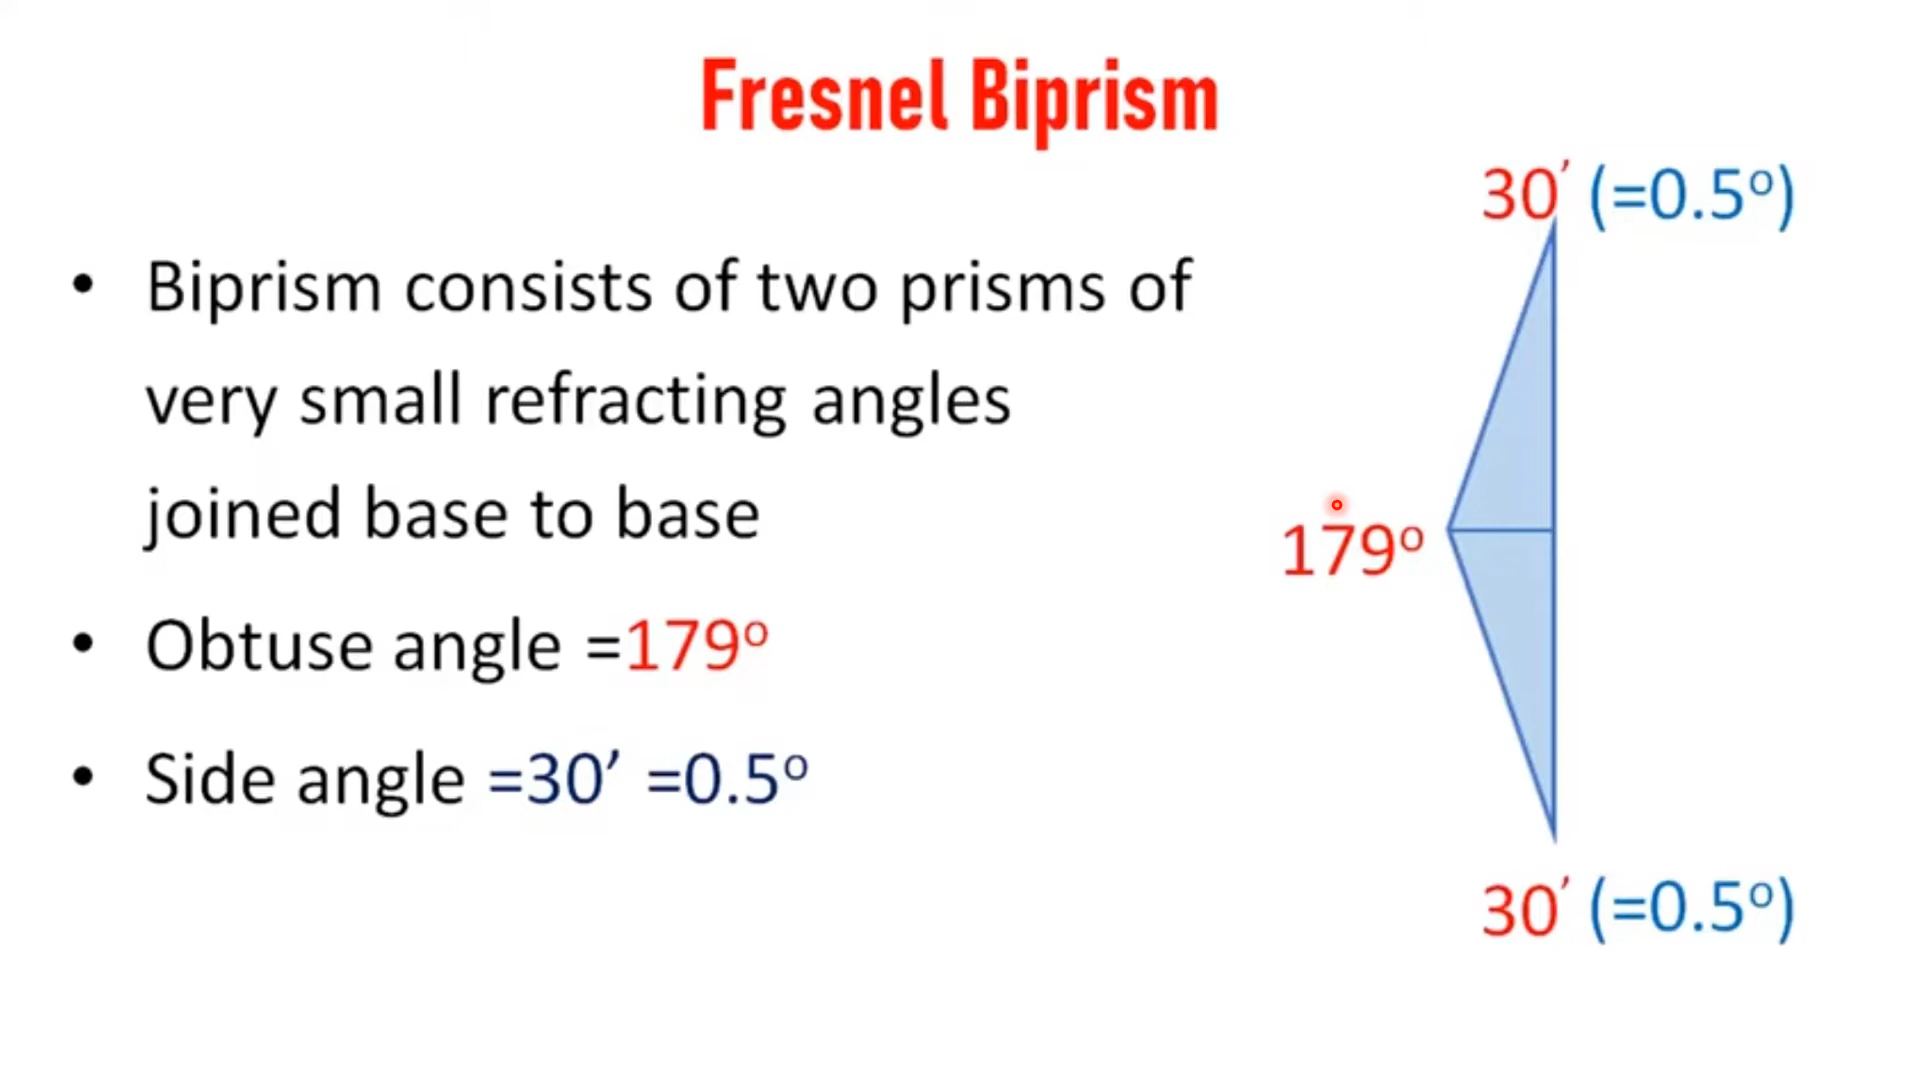 Fresnel Biprism
• Biprism consists of two prisms of
very small refracting angles
joined base to base
• Obtuse angle =179º
• Side angle =30’ =0.5º
30’ (=0.5º)
179º
30’ (=0.5º)